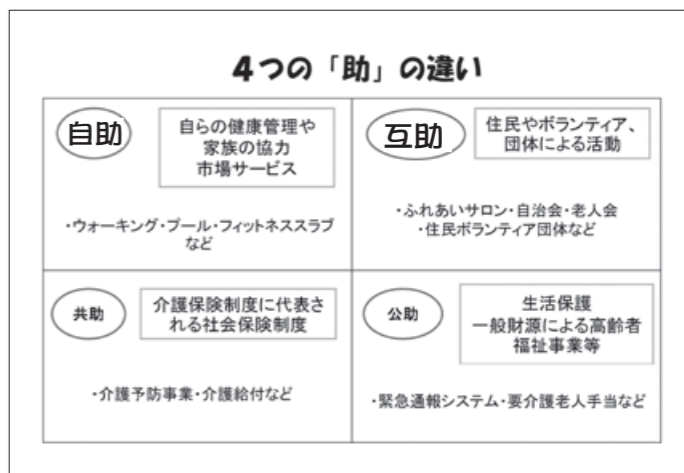 4つの「助」の違い
自助
自らの健康管理や
家族の協力
市場サービス
・ウォーキング・プール・フィットネススラブ
など
互助
住民やボランティア、
団体による活動
・ふれあいサロン・自治会・老人会
・住民ボランティア団体など
共助
介護保険制度に代表さ
れる社会保険制度
・介護予防事業・介護給付など
公助
生活保護
一般財源による高齢者
福祉事業等
・緊急通報システム・要介護老人手当など